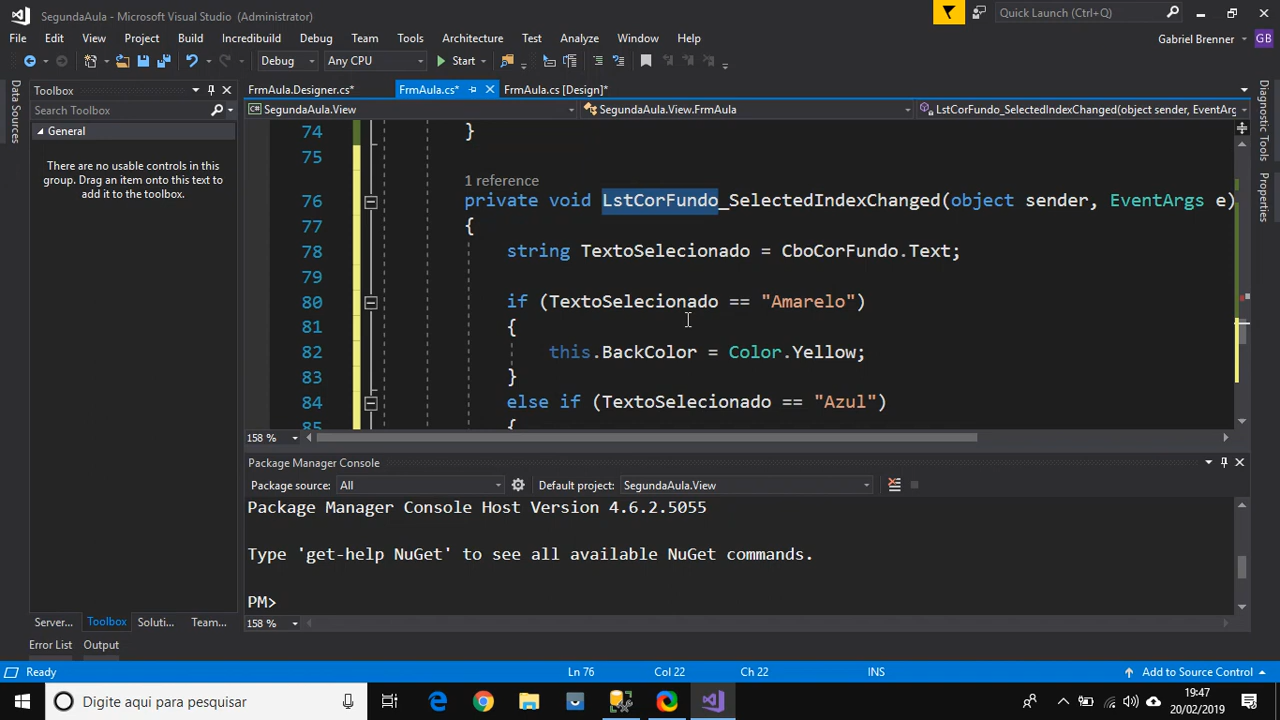 SegundaAula - Microsoft Visual Studio (Administrator)
Quick Launch (Ctrl+Q)
File Edit View Project Build Incredibuild Debug Team Tools Architecture Test Analyze Window Help
Gabriel Brenner GB
Debug Any CPU Start
Data Sources
Toolbox
Search Toolbox
General
There are no usable controls in this
group. Drag an item onto this text to
add it to the toolbox.
FrmAula.Designer.cs* FrmAula.cs* FrmAula.cs [Design]*
SegundaAula.View SegundaAula.View.FrmAula LstCorFundo_SelectedIndexChanged(object sender, EventArg
74 }
75
1 reference
76 private void LstCorFundo_SelectedIndexChanged(object sender, EventArgs e)
77 {
78 string TextoSelecionado = CboCorFundo.Text;
79
80 if (TextoSelecionado == "Amarelo")
81 {
82 this.BackColor = Color.Yellow;
83 }
84 else if (TextoSelecionado == "Azul")
85 {
158 %
Diagnostic Tools
Properties
Package Manager Console
Package source: All Default project: SegundaAula.View
Package Manager Console Host Version 4.6.2.5055
Type 'get-help NuGet' to see all available NuGet commands.
PM>
158 %
Server... Toolbox Soluti... Team...
Error List Output
Ready Ln 76 Col 22 Ch 22 INS Add to Source Control
Digite aqui para pesquisar
19:47
20/02/2019